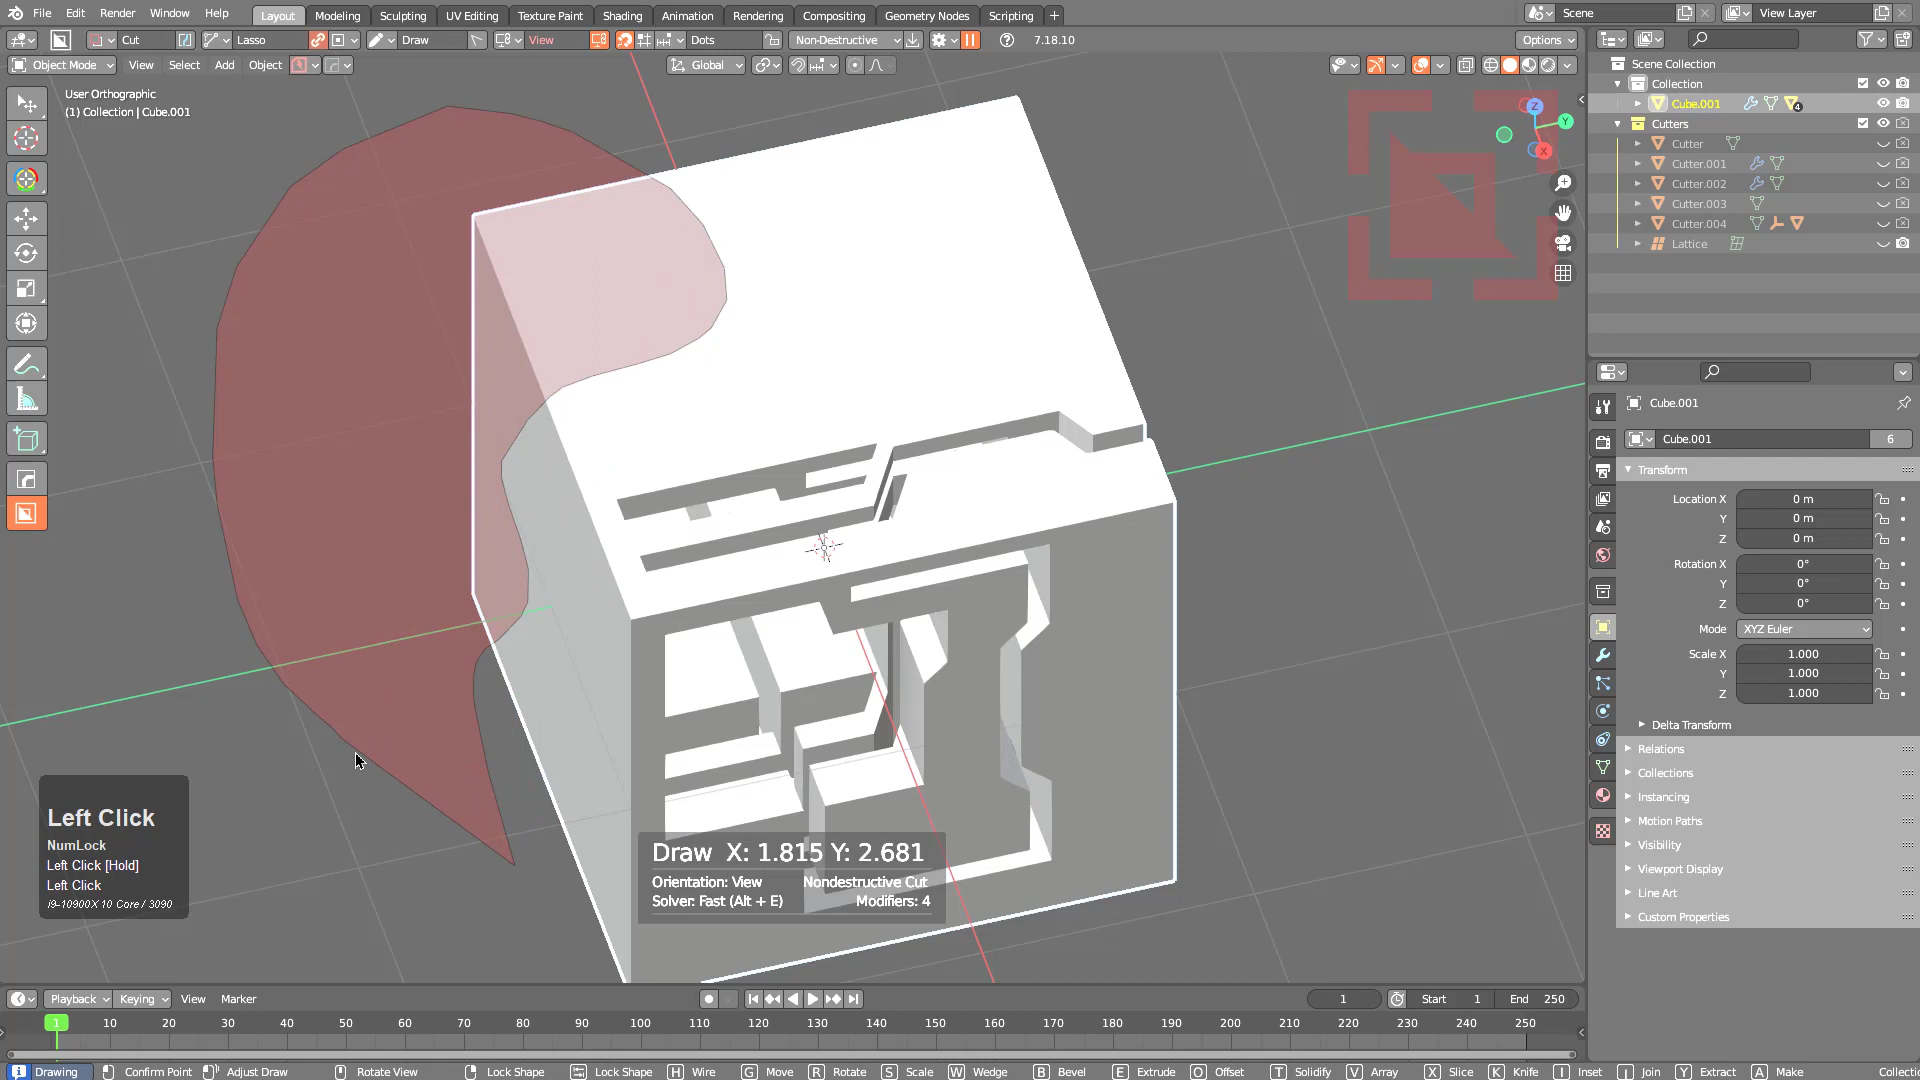 File Edit Render Window Help
Layout Modeling Sculpting UV Editing Texture Paint Shading Animation Rendering Compositing Geometry Nodes Scripting +
Scene View Layer
Cut Lasso Draw View Dots Non-Destructive 7.18.10 Options
Object Mode View Select Add Object Global
User Orthographic
(1) Collection | Cube.001
Z
Y
X
Scene Collection
Collection
Cube.001 4
Cutters
Cutter
Cutter.001
Cutter.002
Cutter.003
Cutter.004
Lattice
Cube.001
Cube.001 6
Transform
Location X 0 m
Y 0 m
Z 0 m
Rotation X 0°
Y 0°
Z 0°
Mode XYZ Euler
Scale X 1.000
Y 1.000
Z 1.000
Delta Transform
Relations
Collections
Instancing
Motion Paths
Visibility
Viewport Display
Line Art
Custom Properties
Left Click
NumLock
Left Click [Hold]
Left Click
i9-10900X 10 Core / 3090
Draw X: 1.815 Y: 2.681
Orientation: View Nondestructive Cut
Solver: Fast (Alt + E) Modifiers: 4
Playback Keying View Marker 1 Start 1 End 250
1 10 20 30 40 50 60 70 80 90 100 110 120 130 140 150 160 170 180 190 200 210 220 230 240 250
Drawing Confirm Point Adjust Draw Rotate View Lock Shape Lock Shape H Wire G Move R Rotate S Scale W Wedge B Bevel E Extrude O Offset T Solidify V Array X Slice K Knife I Inset J Join Y Extract A Make Collectio